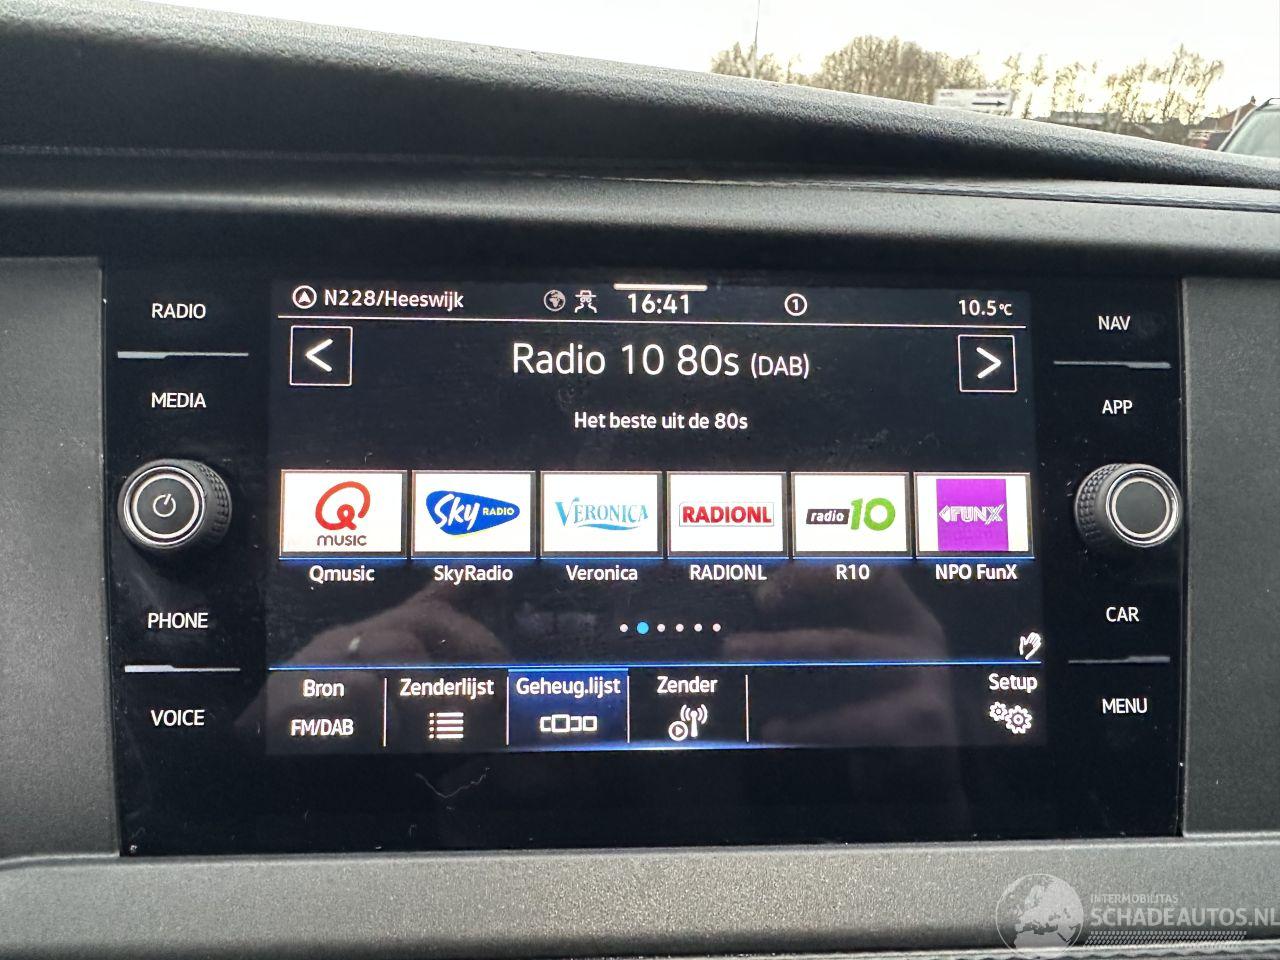 RADIO
MEDIA
PHONE
VOICE
N228/Heeswijk
16:41
1
10.5°C
<
Radio 10 80s (DAB)
>
Het beste uit de 80s
Q
MUSIC
Sky RADIO
VERONICA
RADIONL
radio 10
FUNX
Qmusic
SkyRadio
Veronica
RADIONL
R10
NPO FunX
Bron
FM/DAB
Zenderlijst
Geheug.lijst
Zender
Setup
NAV
APP
CAR
MENU
INTERMOBILITAS
SCHADEAUTOS.NL